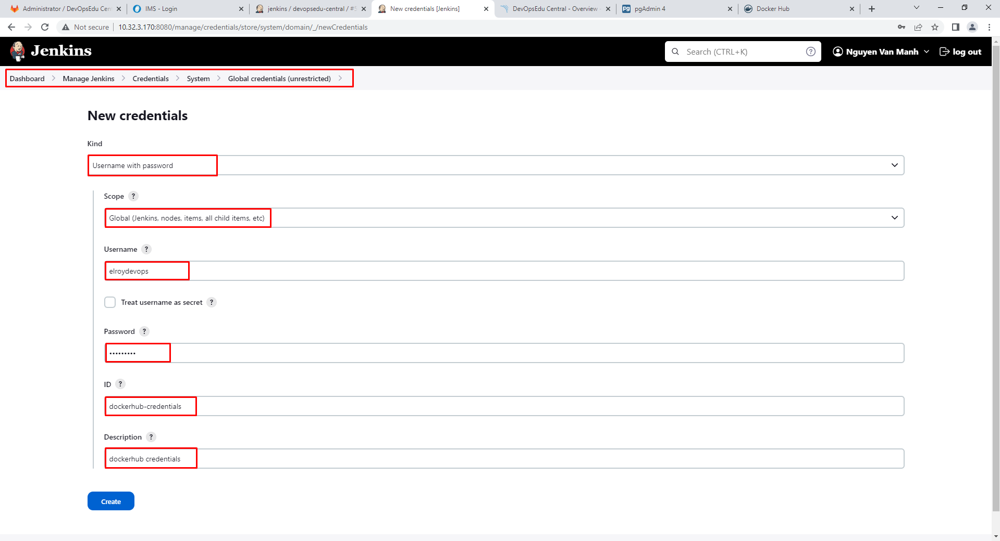 Administrator / DevOpsEdu Cen
IMS - Login
jenkins / devopsedu-central / #5
New credentials [Jenkins]
DevOpsEdu Central - Overview
pgAdmin 4
Docker Hub
Not secure
10.32.3.170:8080/manage/credentials/store/system/domain/_/newCredentials
Jenkins
Search (CTRL+K)
Nguyen Van Manh
log out
Dashboard > Manage Jenkins > Credentials > System > Global credentials (unrestricted) >
New credentials
Kind
Username with password
Scope ?
Global (Jenkins, nodes, items, all child items, etc)
Username ?
elroydevops
Treat username as secret ?
Password ?
•••••••••
ID ?
dockerhub-credentials
Description ?
dockerhub credentials
Create